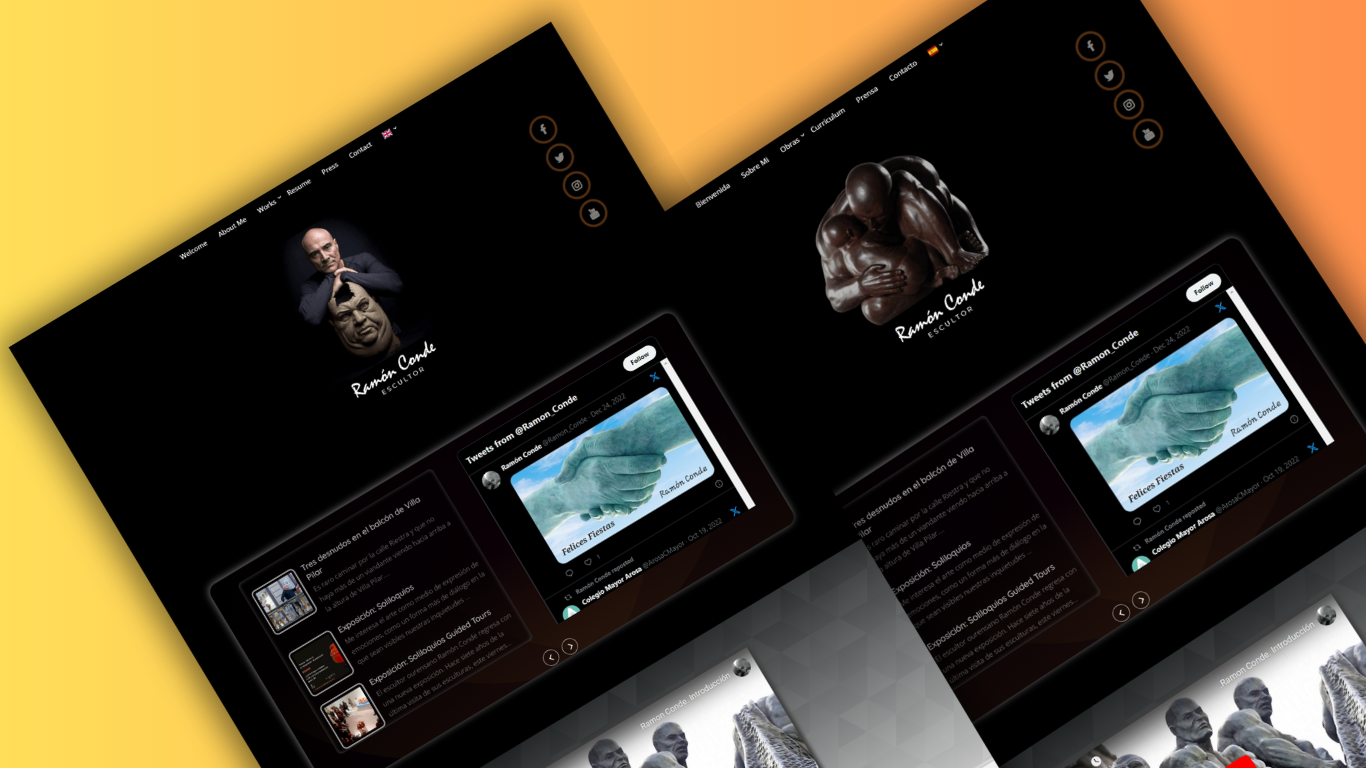 Welcome
About Me
Works
Resume
Press
Contact
Ramón Conde
ESCULTOR
Tres desnudos en el balcón de Villa
Pilar
Es raro caminar por la calle Riestra y que no
haya más de un viandante viendo hacia arriba a
la altura de Villa Pilar...
Exposición: Soliloquios
Me interesa el arte como medio de expresión de
emociones, como un forma más de diálogo en la
que sean visibles nuestras inquietudes ...
Exposición: Soliloquios Guided Tours
El escultor ourensano Ramón Conde regresa con
una nueva exposición. Hace siete años de la
última visita de sus esculturas, este viernes...
Tweets from @Ramon_Conde
Follow
Ramón Conde @Ramon_Conde · Dec 24, 2022
Felices Fiestas
Ramón Conde
1
Ramón Conde reposted
Colegio Mayor Arosa @ArosaCMayor · Oct 19, 2022
Ramon Conde. Introducción
Bienvenida
Sobre Mi
Obras
Curriculum
Prensa
Contacto
Ramón Conde
ESCULTOR
res desnudos en el balcón de Villa
Pilar
raro caminar por la calle Riestra y que no
haya más de un viandante viendo hacia arriba a
altura de Villa Pilar...
Exposición: Soliloquios
Me interesa el arte como medio de expresión de
emociones, como un forma más de diálogo en la
que sean visibles nuestras inquietudes ...
Exposición: Soliloquios Guided Tours
El escultor ourensano Ramón Conde regresa con
una nueva exposición. Hace siete años de la
última visita de sus esculturas, este viernes...
Tweets from @Ramon_Conde
Follow
Ramón Conde @Ramon_Conde · Dec 24, 2022
Felices Fiestas
Ramón Conde
1
Ramón Conde reposted
Colegio Mayor Arosa @ArosaCMayor · Oct 19, 2022
Ramon Conde. Introducción